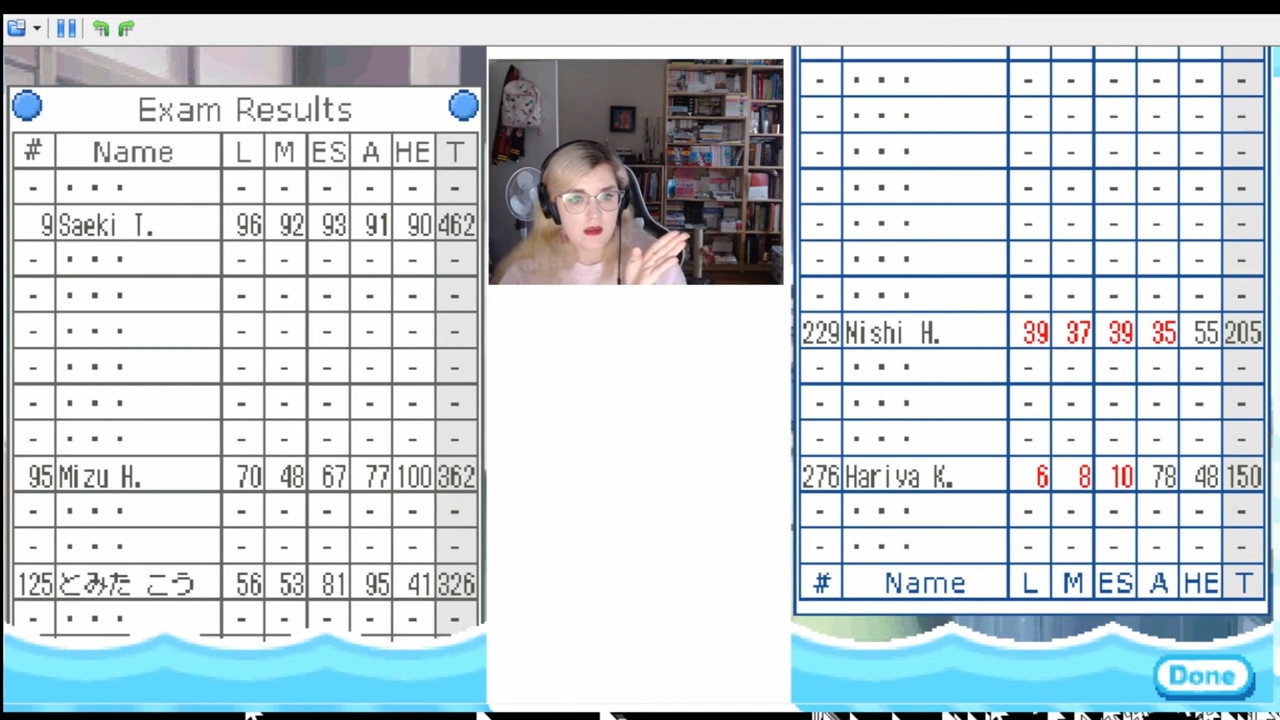 Exam Results
# Name L M ES A HE T
- ... - - - - - -
9 Saeki T. 96 92 93 91 90 462
- ... - - - - - -
- ... - - - - - -
- ... - - - - - -
- ... - - - - - -
- ... - - - - - -
- ... - - - - - -
95 Mizu H. 70 48 67 77 100 362
- ... - - - - - -
- ... - - - - - -
125 とみた こう 56 53 81 95 41 326
- ... - - - - - -
- ... - - - - - -
- ... - - - - - -
- ... - - - - - -
- ... - - - - - -
- ... - - - - - -
- ... - - - - - -
- ... - - - - - -
229 Nishi H. 39 37 39 35 55 205
- ... - - - - - -
- ... - - - - - -
- ... - - - - - -
276 Hariya K. 6 8 10 78 48 150
- ... - - - - - -
- ... - - - - - -
# Name L M ES A HE T
Done